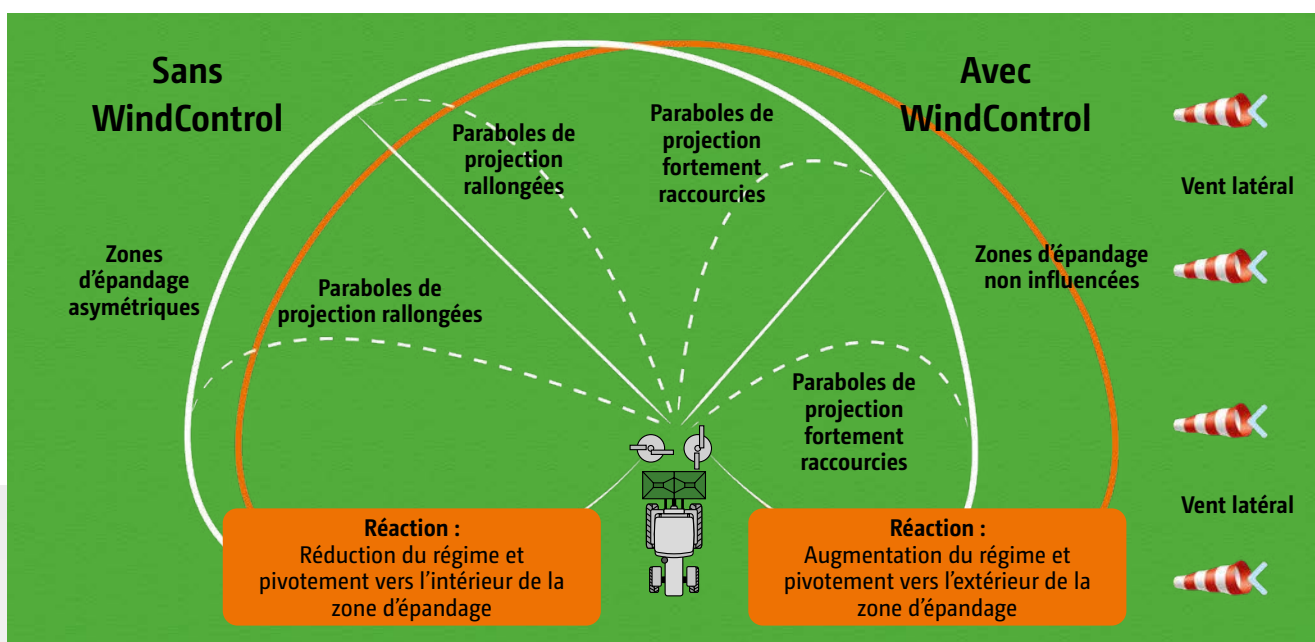 Sans
WindControl
Avec
WindControl
Paraboles de
projection
rallongées
Paraboles de
projection
fortement
raccourcies
Vent latéral
Zones
d'épandage
asymétriques
Paraboles de
projection rallongées
Zones d'épandage
non influencées
Paraboles de
projection
fortement
raccourcies
Vent latéral
Réaction :
Réduction du régime et
pivotement vers l'intérieur de la
zone d'épandage
Réaction :
Augmentation du régime et
pivotement vers l'extérieur de la
zone d'épandage